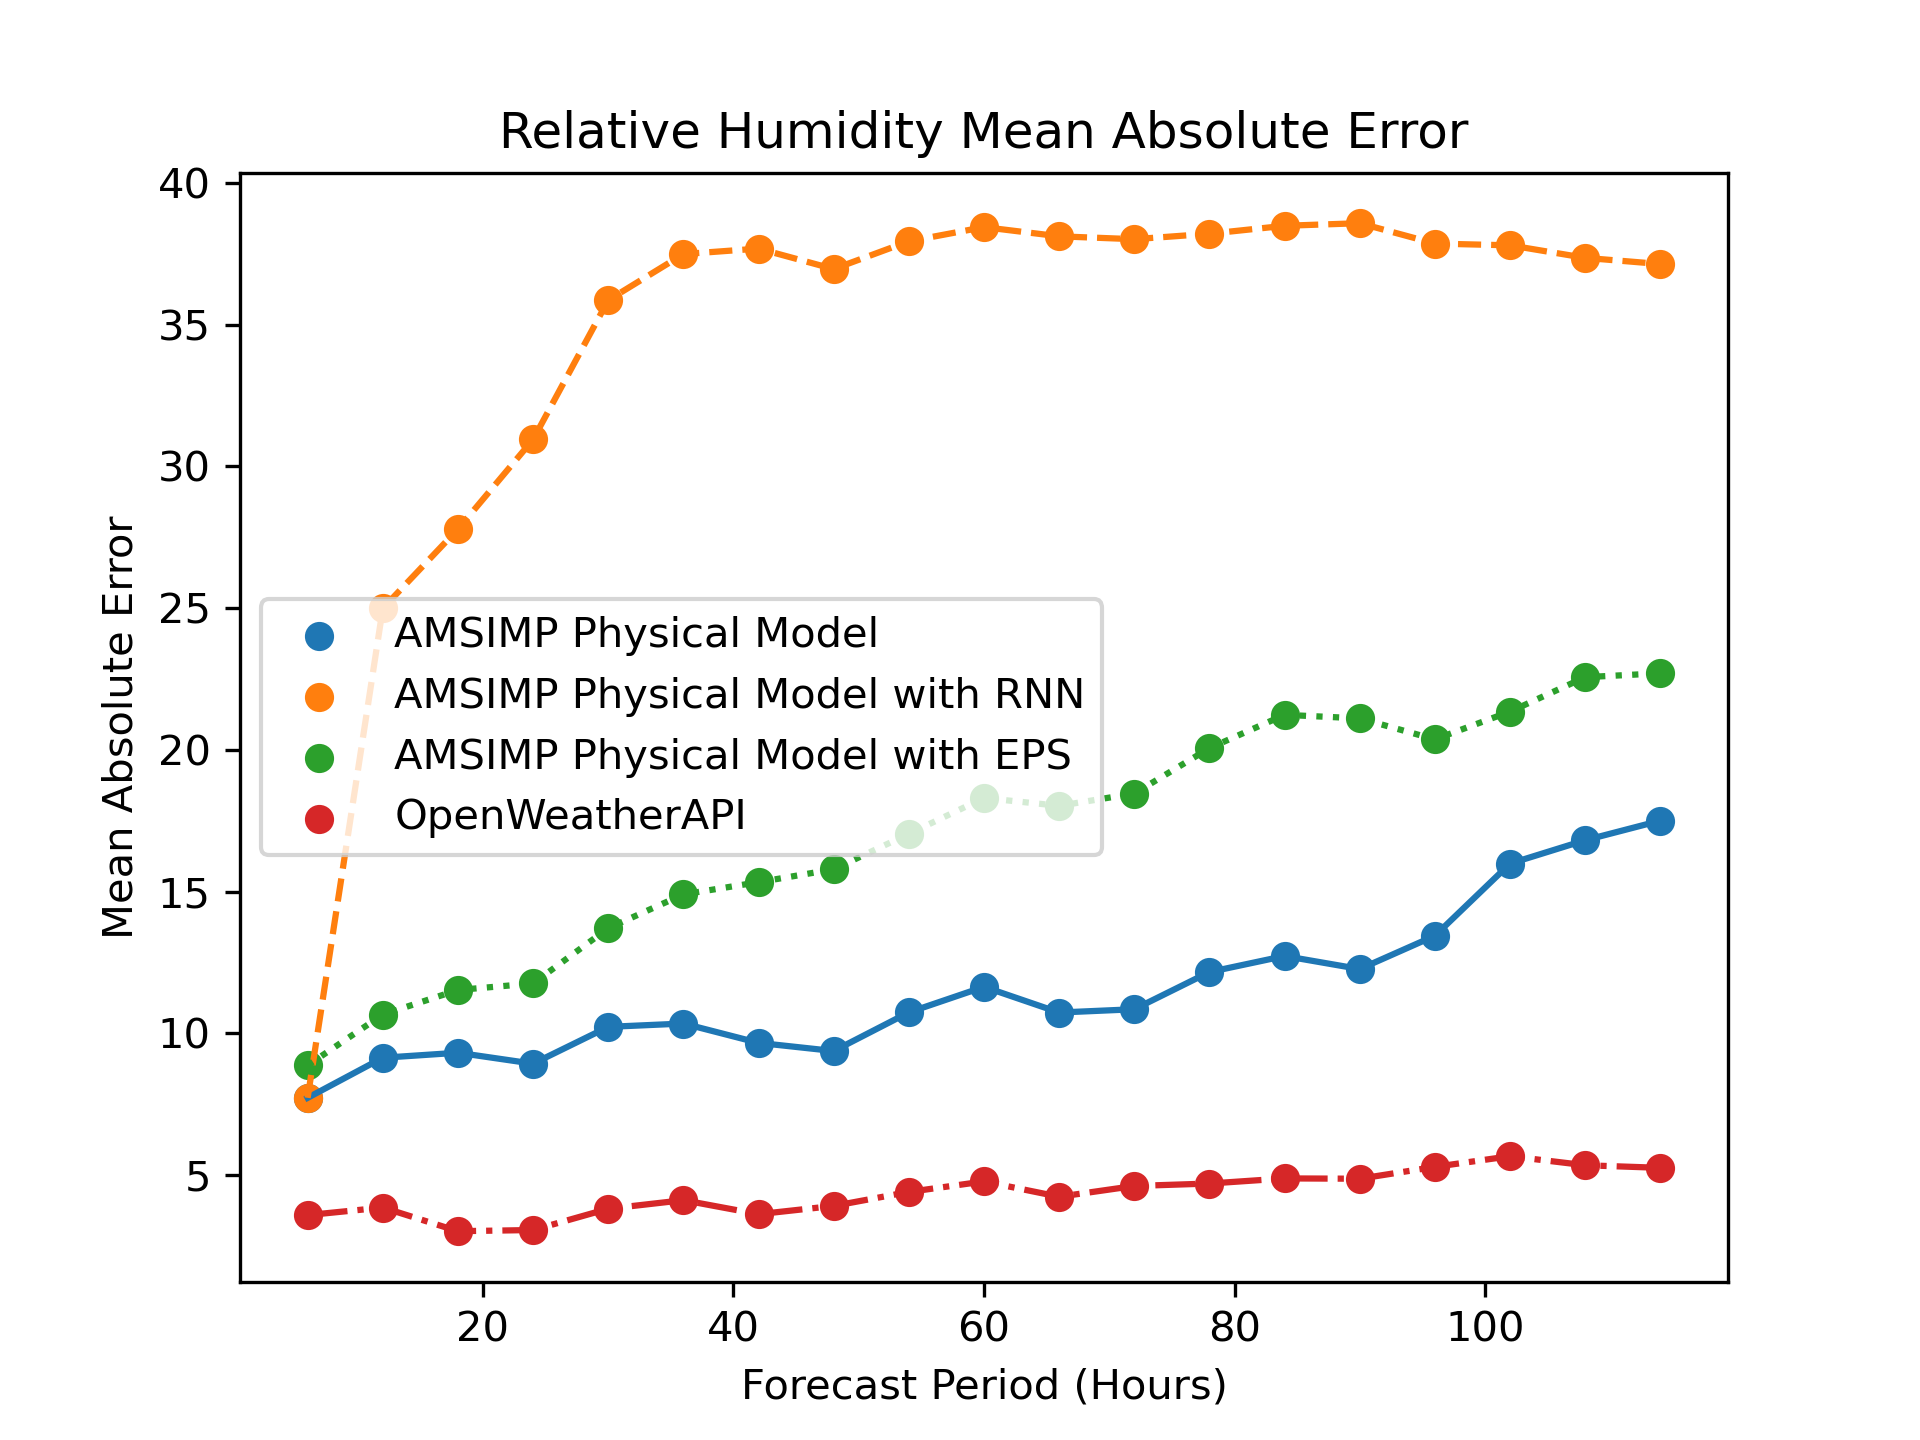 Relative Humidity Mean Absolute Error
40
35
30
25
20
15
10
5
Mean Absolute Error
AMSIMP Physical Model
AMSIMP Physical Model with RNN
AMSIMP Physical Model with EPS
OpenWeatherAPI
20 40 60 80 100
Forecast Period (Hours)